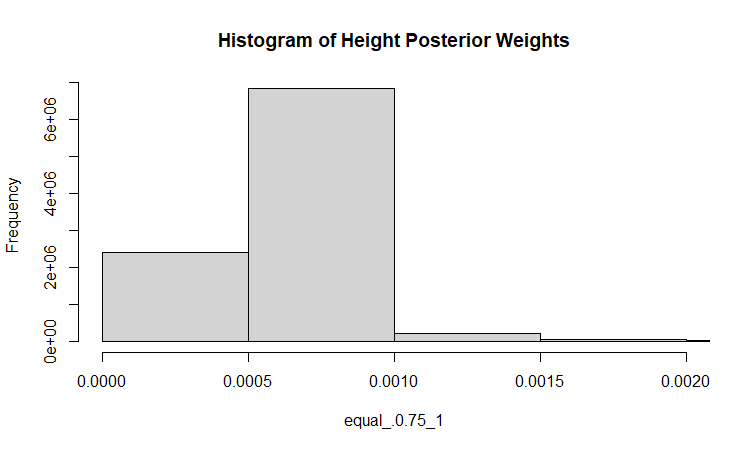 Histogram of Height Posterior Weights
Frequency
6e+06
4e+06
2e+06
0e+00
0.0000 0.0005 0.0010 0.0015 0.0020
equal_.0.75_1